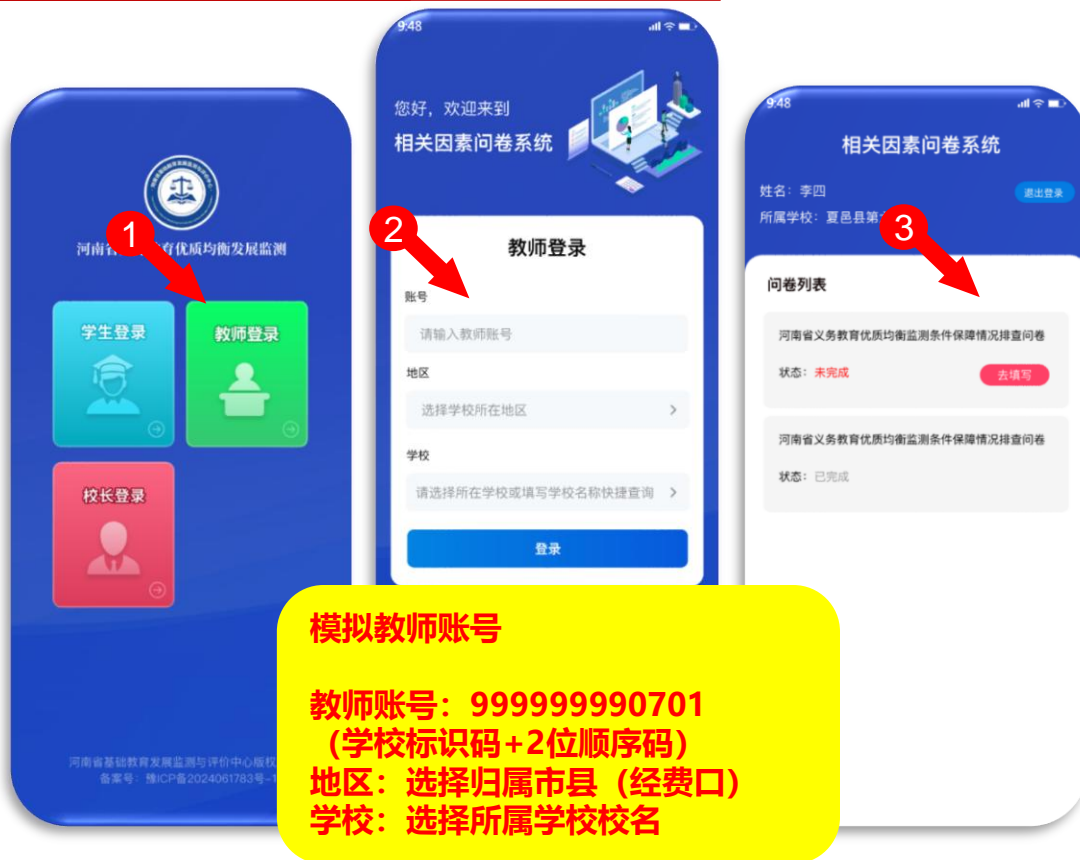 1
河南省
育优质均衡发展监测
学生登录
教师登录
校长登录
河南省基础教育发展监测与评价中心版权
备案号：豫ICP备2024061783号-1
9:48
您好，欢迎来到
相关因素问卷系统
2
教师登录
账号
请输入教师账号
地区
选择学校所在地区
学校
请选择所在学校或填写学校名称快捷查询
登录
9:48
相关因素问卷系统
姓名：李四
退出登录
所属学校：夏邑县第
3
问卷列表
河南省义务教育优质均衡监测条件保障情况排查问卷
状态：未完成
去填写
河南省义务教育优质均衡监测条件保障情况排查问卷
状态：已完成
模拟教师账号
教师账号：999999990701
（学校标识码+2位顺序码）
地区：选择归属市县（经费口）
学校：选择所属学校校名